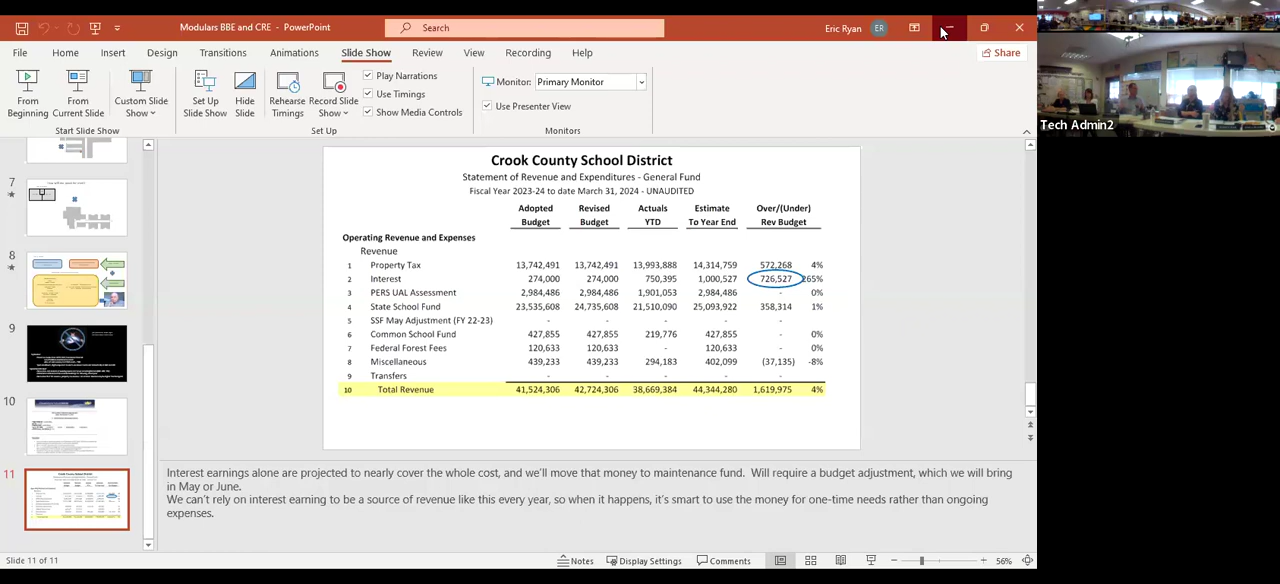 Modulars BBE and CRE - PowerPoint
Search
Eric Ryan ER
File Home Insert Design Transitions Animations Slide Show Review View Recording Help
Share
From Beginning
From Current Slide
Custom Slide Show
Set Up Slide Show
Hide Slide
Rehearse Timings
Record Slide Show
Play Narrations
Use Timings
Show Media Controls
Monitor: Primary Monitor
Use Presenter View
Start Slide Show
Set Up
Monitors
Tech Admin2
7
8
9
10
11
Crook County School District
Statement of Revenue and Expenditures - General Fund
Fiscal Year 2023-24 to date March 31, 2024 - UNAUDITED
Adopted Revised Actuals Estimate Over/(Under)
Budget Budget YTD To Year End Rev Budget
Operating Revenue and Expenses
Revenue
1 Property Tax 13,742,491 13,742,491 13,993,888 14,314,759 572,268 4%
2 Interest 274,000 274,000 750,395 1,000,527 726,527 265%
3 PERS UAL Assessment 2,984,486 2,984,486 1,901,053 2,984,486 - 0%
4 State School Fund 23,535,608 24,735,608 21,510,090 25,093,922 358,314 1%
5 SSF May Adjustment (FY 22-23) - - - - -
6 Common School Fund 427,855 427,855 219,776 427,855 - 0%
7 Federal Forest Fees 120,633 120,633 - 120,633 - 0%
8 Miscellaneous 439,233 439,233 294,183 402,099 (37,135) -8%
9 Transfers - - - - -
10 Total Revenue 41,524,306 42,724,306 38,669,384 44,344,280 1,619,975 4%
Interest earnings alone are projected to nearly cover the whole cost, and we'll move that money to maintenance fund. Will require a budget adjustment, which we will bring
in May or June.
We can't rely on interest earning to be a source of revenue like this every year, so when it happens, it's smart to use that money for one-time needs rather than ongoing
expenses.
Slide 11 of 11
Notes
Display Settings
Comments
56%